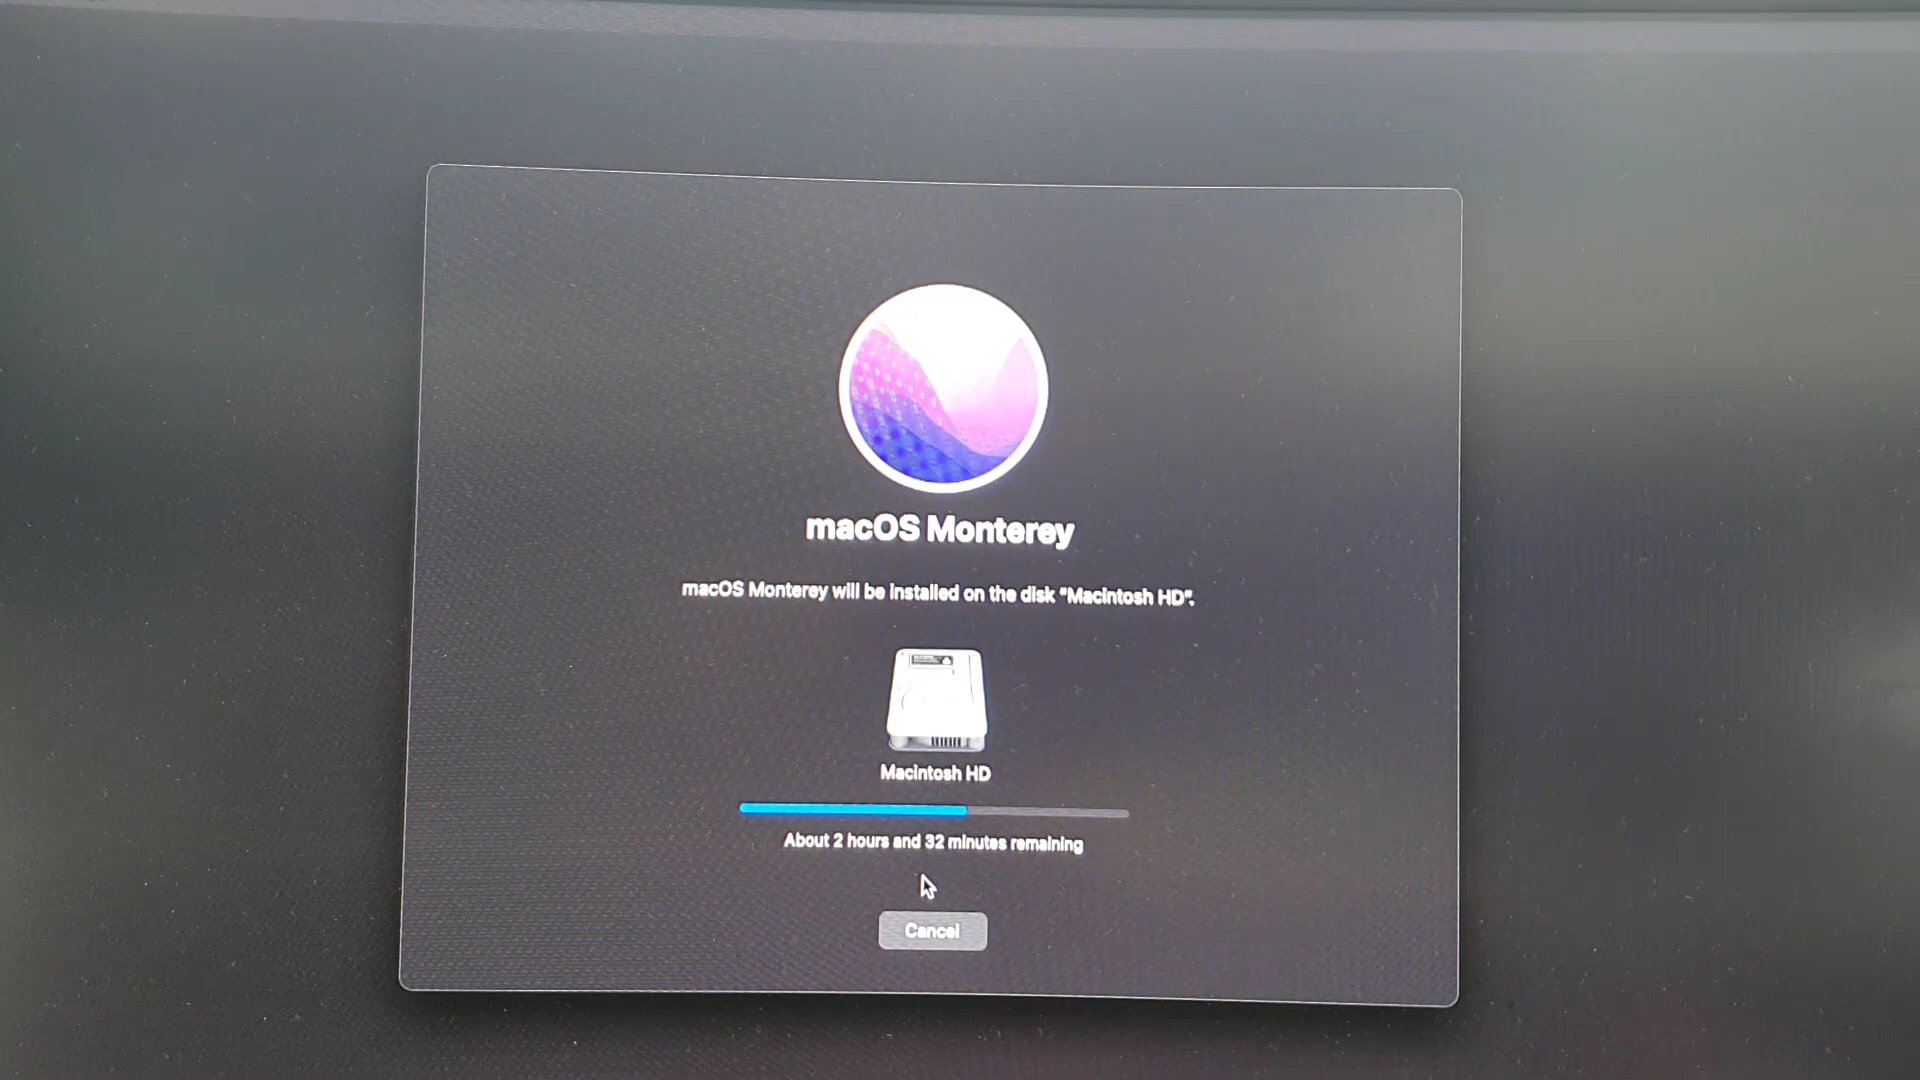 macOS Monterey
macOS Monterey will be installed on the disk “Macintosh HD”.
Macintosh HD
About 2 hours and 32 minutes remaining
Cancel